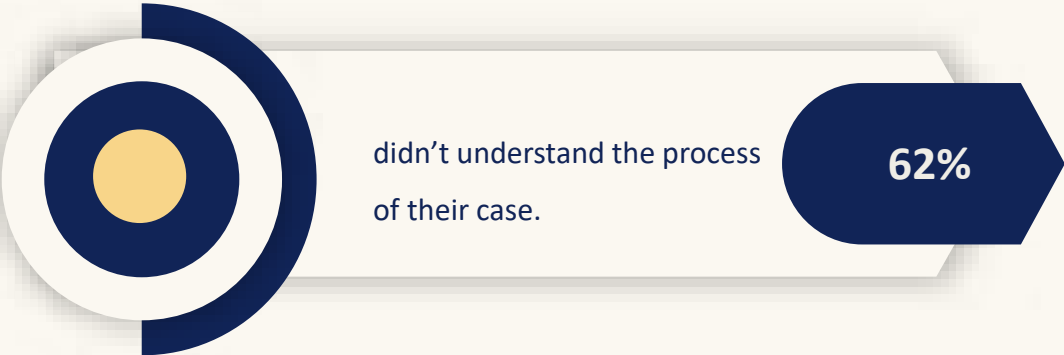 didn’t understand the process
of their case.
62%